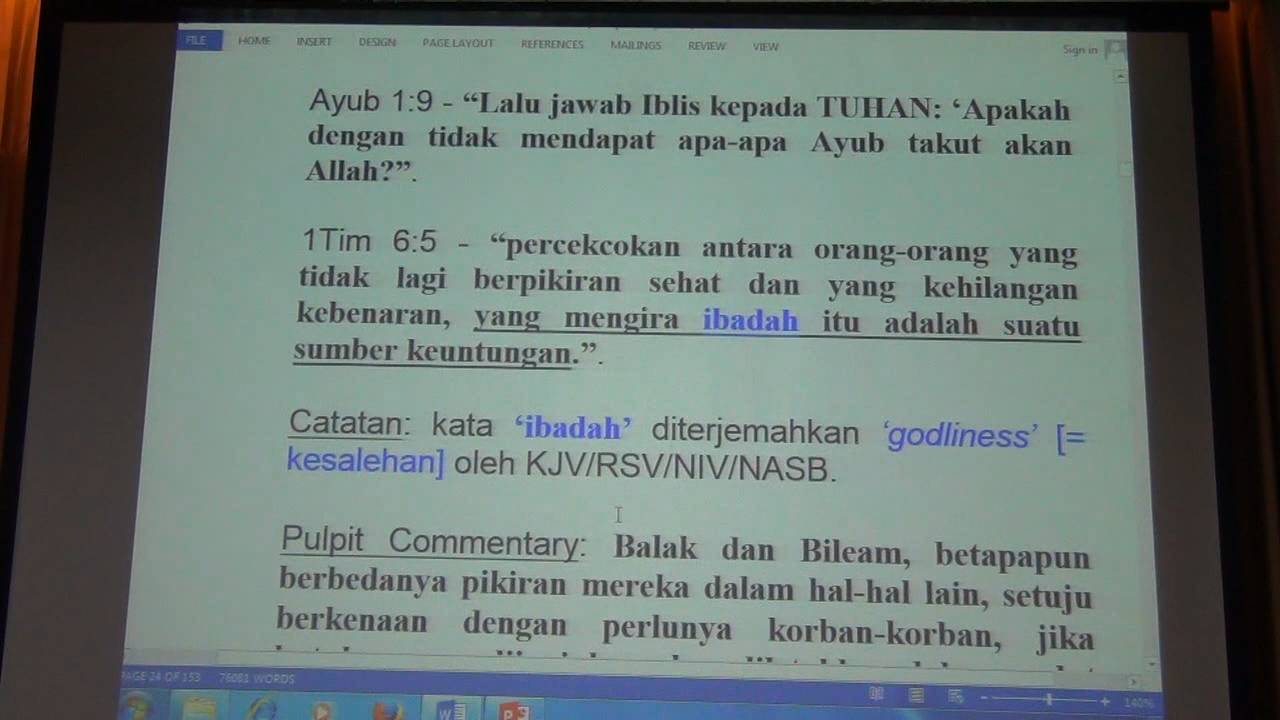 FILE HOME INSERT DESIGN PAGE LAYOUT REFERENCES MAILINGS REVIEW VIEW Sign in
Ayub 1:9 - “Lalu jawab Iblis kepada TUHAN: ‘Apakah
dengan tidak mendapat apa-apa Ayub takut akan
Allah?”.
1Tim 6:5 - “percekcokan antara orang-orang yang
tidak lagi berpikiran sehat dan yang kehilangan
kebenaran, yang mengira ibadah itu adalah suatu
sumber keuntungan.”.
Catatan: kata ‘ibadah’ diterjemahkan ‘godliness’ [=
kesalehan] oleh KJV/RSV/NIV/NASB.
Pulpit Commentary: Balak dan Bileam, betapapun
berbedanya pikiran mereka dalam hal-hal lain, setuju
berkenaan dengan perlunya korban-korban, jika
PAGE 24 OF 153 76081 WORDS 140%